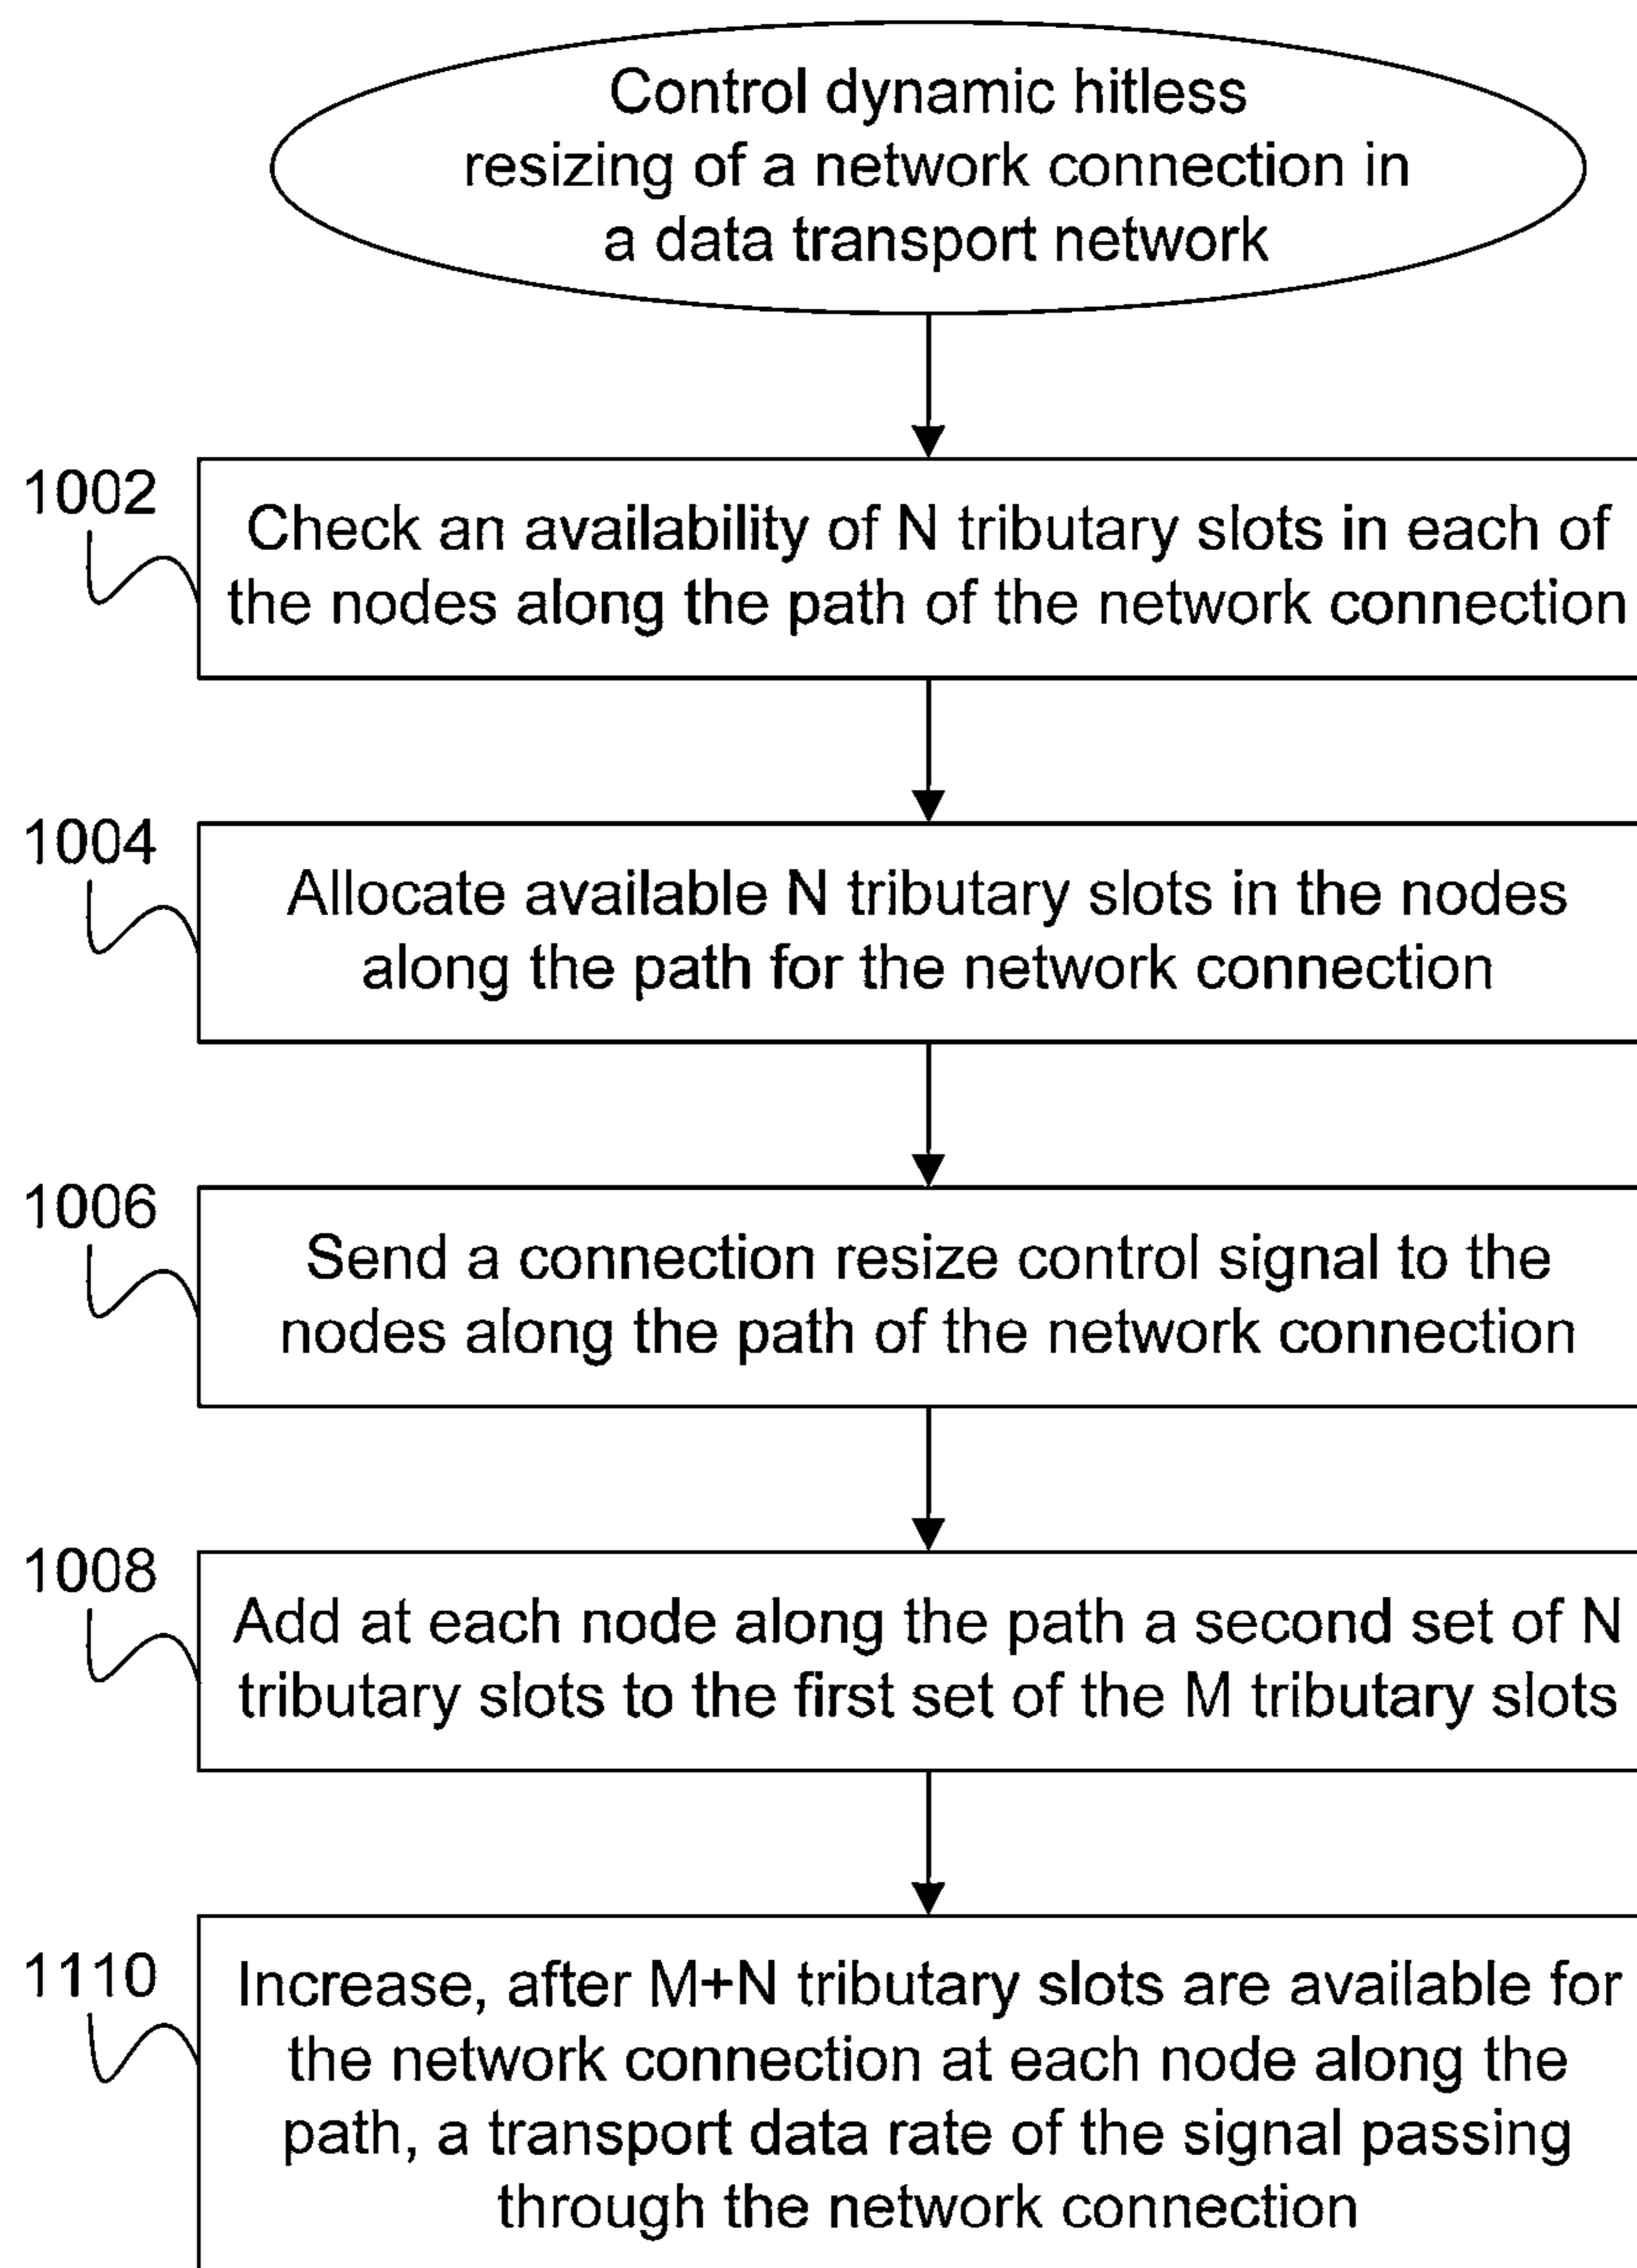 Control dynamic hitless
resizing of a network connection in
a data transport network
1002
Check an availability of N tributary slots in each of
the nodes along the path of the network connection
1004
Allocate available N tributary slots in the nodes
along the path for the network connection
1006
Send a connection resize control signal to the
nodes along the path of the network connection
1008
Add at each node along the path a second set of N
tributary slots to the first set of the M tributary slots
1110
Increase, after M+N tributary slots are available for
the network connection at each node along the
path, a transport data rate of the signal passing
through the network connection